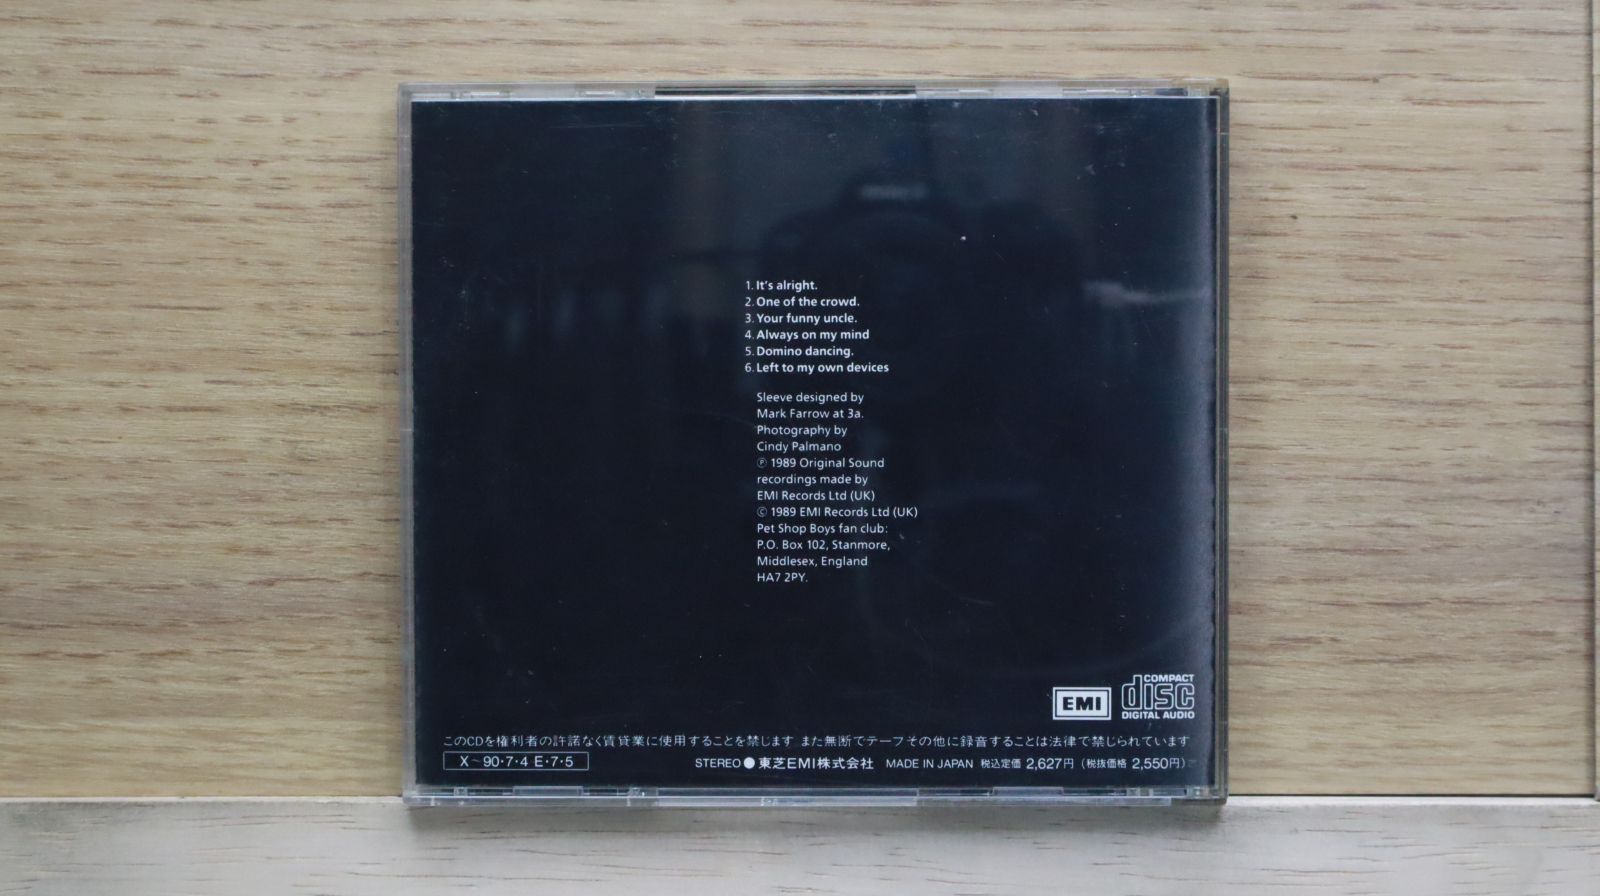 1. It's alright.
2. One of the crowd.
3. Your funny uncle.
4. Always on my mind
5. Domino dancing.
6. Left to my own devices
Sleeve designed by
Mark Farrow at 3a.
Photography by
Cindy Palmano
℗ 1989 Original Sound
recordings made by
EMI Records Ltd (UK)
© 1989 EMI Records Ltd (UK)
Pet Shop Boys fan club:
P.O. Box 102, Stanmore,
Middlesex, England
HA7 2PY.
EMI
COMPACT
disc
DIGITAL AUDIO
このCDを権利者の許諾なく賃貸業に使用することを禁じます また無断でテープその他に録音することは法律で禁じられています
X〜90·7·4 E·7·5
STEREO ● 東芝EMI株式会社 MADE IN JAPAN 税込定価 2,627円 (税抜価格 2,550円)